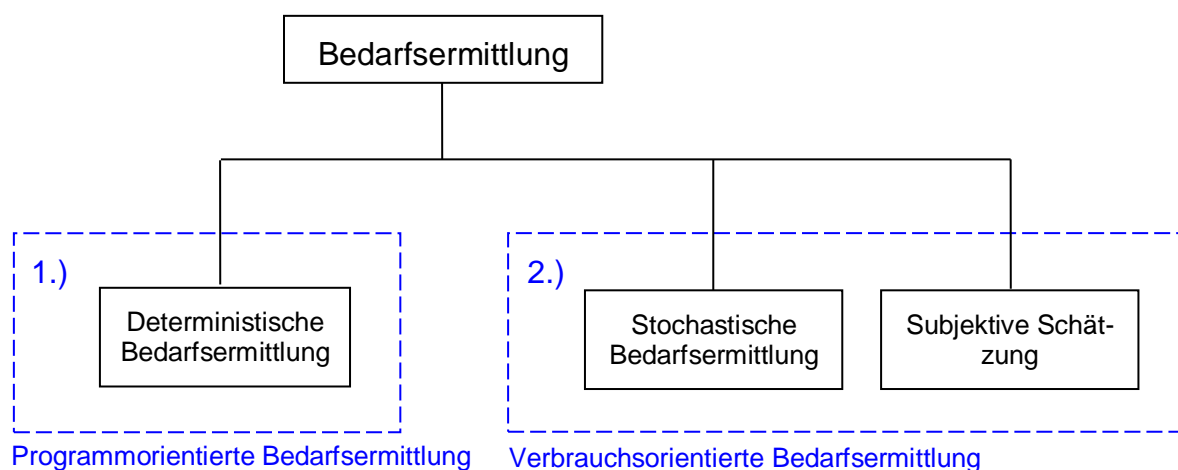 Bedarfsermittlung
1.)
Deterministische
Bedarfsermittlung
Programmorientierte Bedarfsermittlung
2.)
Stochastische
Bedarfsermittlung
Subjektive Schät-
zung
Verbrauchsorientierte Bedarfsermittlung